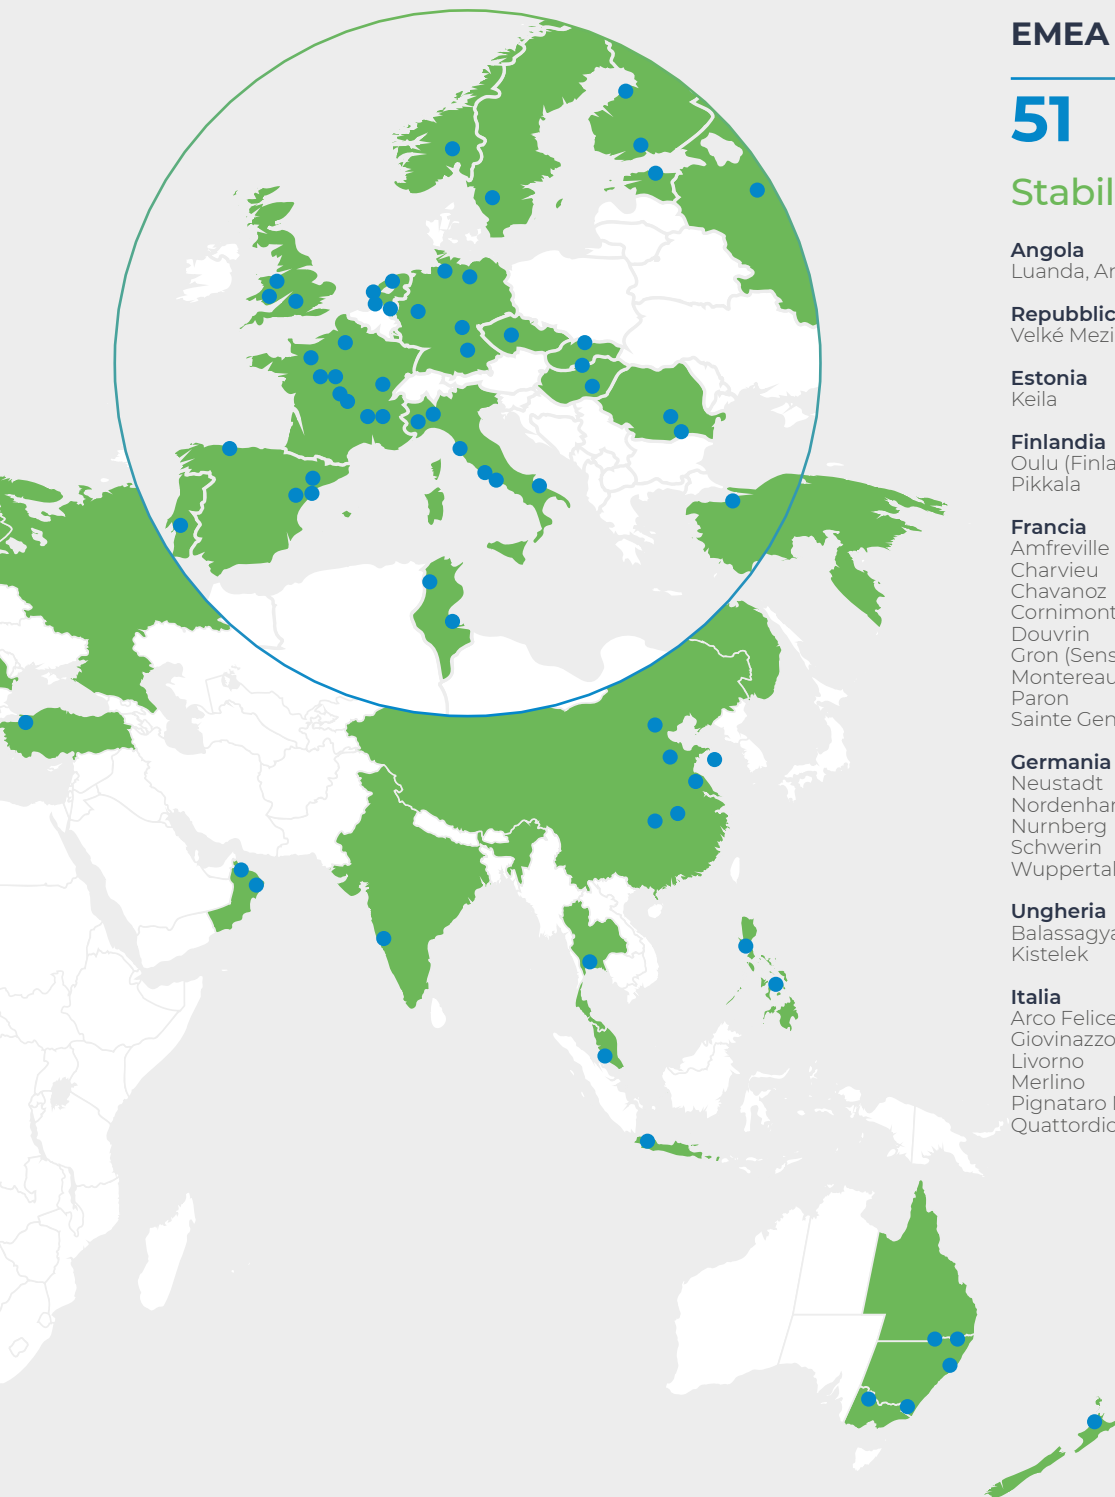 EMEA
51
Stabil
Angola
Luanda, An
Repubblic
Velké Mezi
Estonia
Keila
Finlandia
Oulu (Finla
Pikkala
Francia
Amfreville
Charvieu
Chavanoz
Cornimont
Douvrin
Gron (Sens
Montereau
Paron
Sainte Gen
Germania
Neustadt
Nordenhar
Nurnberg
Schwerin
Wuppertal
Ungheria
Balassagya
Kistelek
Italia
Arco Felice
Giovinazzo
Livorno
Merlino
Pignataro
Quattordio